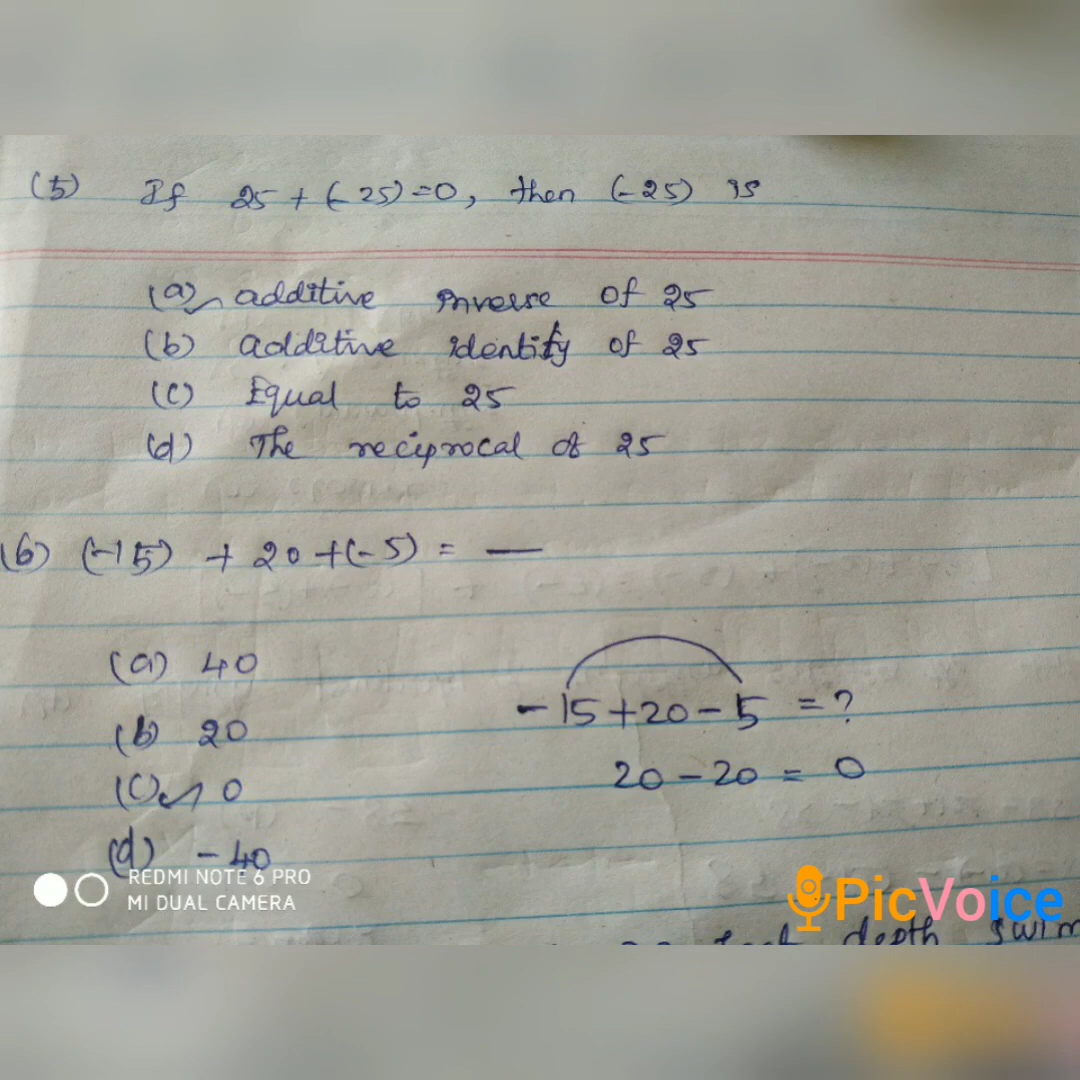 (5) If 25 + (-25) = 0, then (-25) is
(a) additive inverse of 25
(b) additive identity of 25
(c) Equal to 25
(d) The reciprocal of 25
(6) (-15) + 20 + (-5) = —
(a) 40
(b) 20
-15+20-5 = ?
(c) 0
20-20 = 0
(d) -40
REDMI NOTE 6 PRO
MI DUAL CAMERA
PicVoice
depth swim